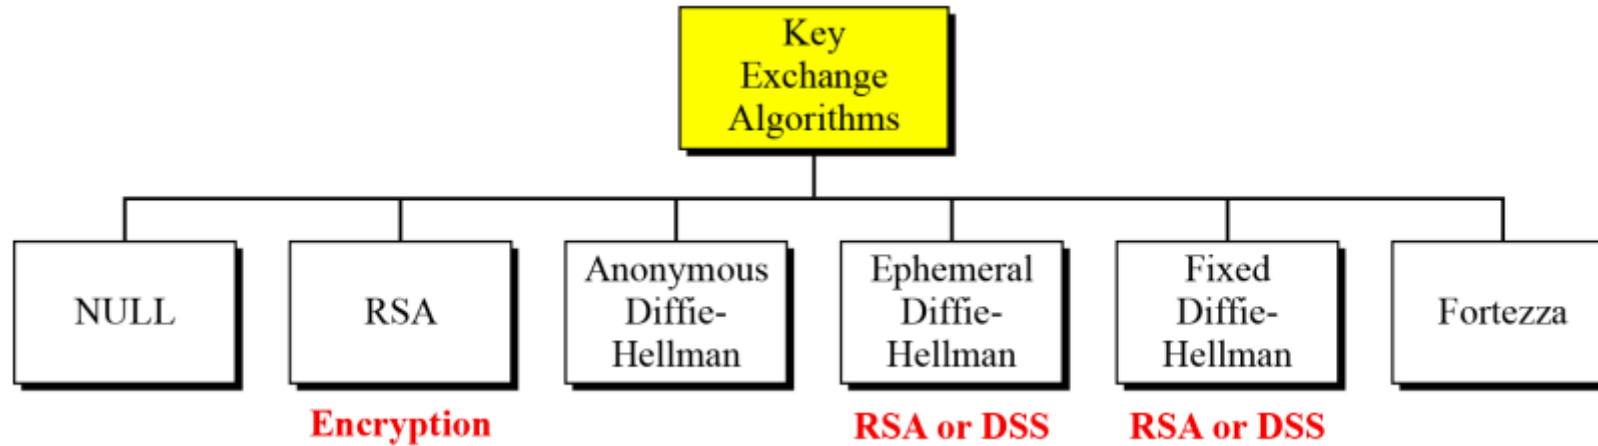 Key
Exchange
Algorithms
NULL
RSA
Anonymous
Diffie-
Hellman
Ephemeral
Diffie-
Hellman
Fixed
Diffie-
Hellman
Fortezza
Encryption
RSA or DSS
RSA or DSS